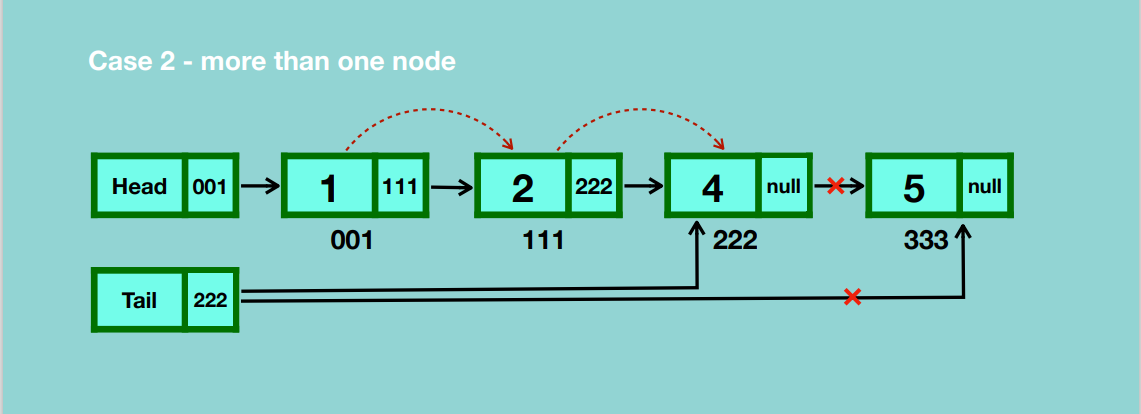 Case 2 - more than one node
Head 001 1 111 2 222 4 null 5 null
001 111 222 333
Tail 222